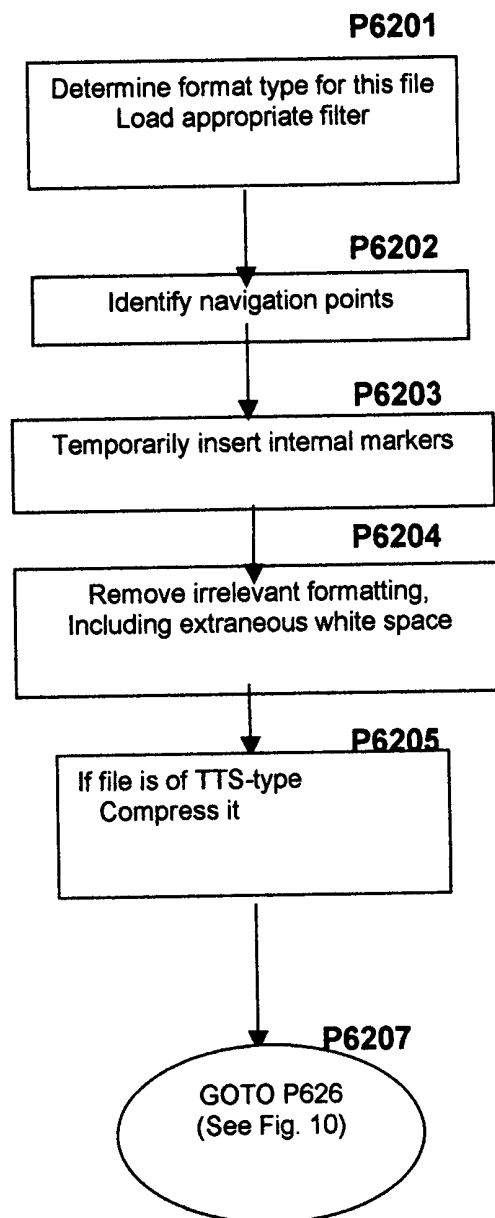 P6201
Determine format type for this file
Load appropriate filter
P6202
Identify navigation points
P6203
Temporarily insert internal markers
P6204
Remove irrelevant formatting,
Including extraneous white space
P6205
If file is of TTS-type
Compress it
P6207
GOTO P626
(See Fig. 10)